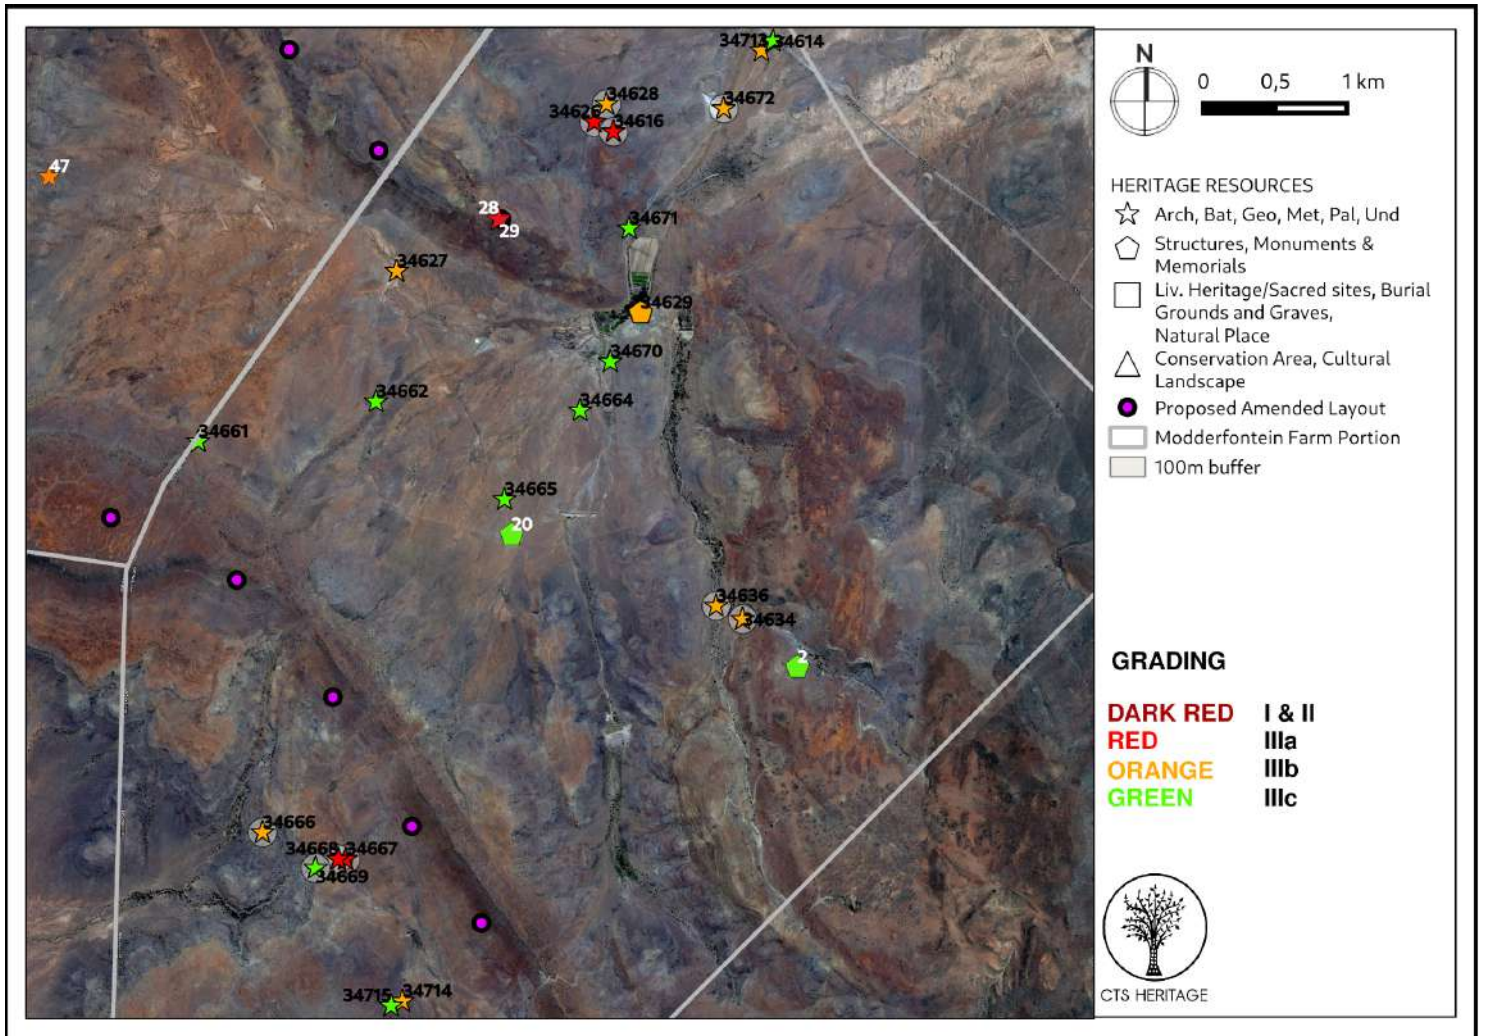 34713
34614
34628
34672
34626
34616
47
28
29
34671
34627
34629
34670
34662
34664
34661
34665
20
34636
34634
2
34666
34668
34667
34669
34715
34714
N
0 0,5 1 km
HERITAGE RESOURCES
Arch, Bat, Geo, Met, Pal, Und
Structures, Monuments &
Memorials
Liv. Heritage/Sacred sites, Burial
Grounds and Graves,
Natural Place
Conservation Area, Cultural
Landscape
Proposed Amended Layout
Modderfontein Farm Portion
100m buffer
GRADING
DARK RED I & II
RED IIIa
ORANGE IIIb
GREEN IIIc
CTS HERITAGE